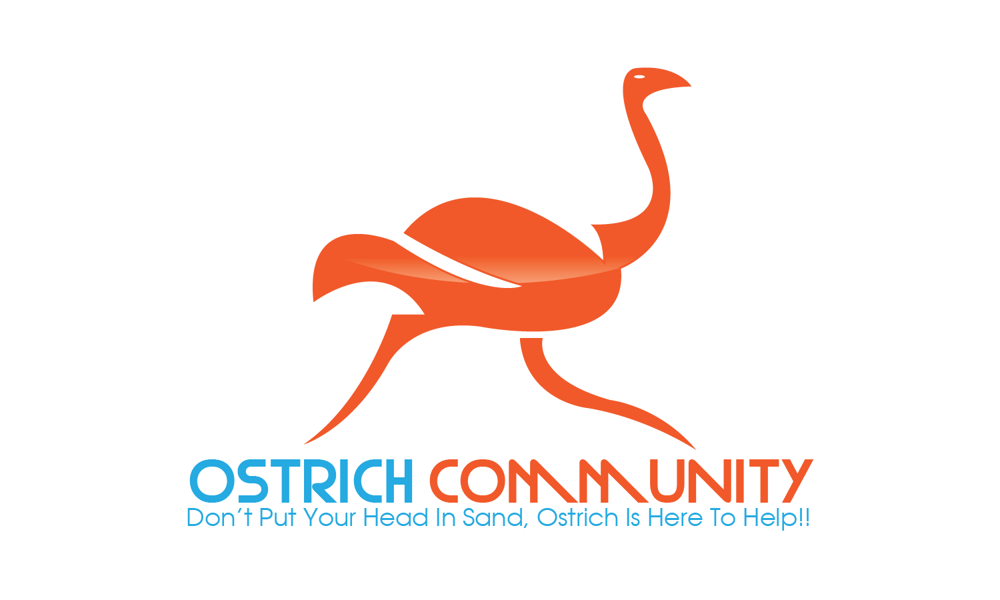 OSTRICH COMMUNITY
Don't Put Your Head In Sand, Ostrich Is Here To Help!!